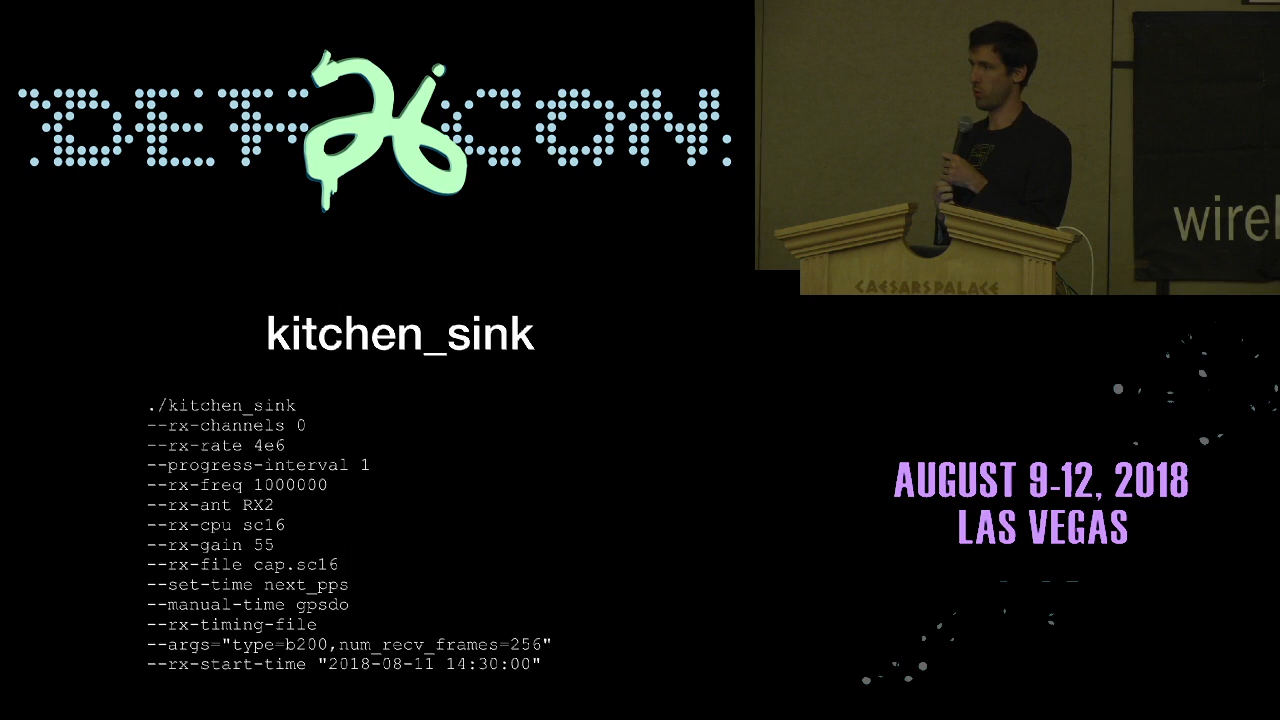 DEF 26 CON
wirel
CAESARS PALACE
kitchen_sink
./kitchen_sink
--rx-channels 0
--rx-rate 4e6
--progress-interval 1
--rx-freq 1000000
--rx-ant RX2
--rx-cpu sc16
--rx-gain 55
--rx-file cap.sc16
--set-time next_pps
--manual-time gpsdo
--rx-timing-file
--args="type=b200,num_recv_frames=256"
--rx-start-time "2018-08-11 14:30:00"
AUGUST 9-12, 2018
LAS VEGAS